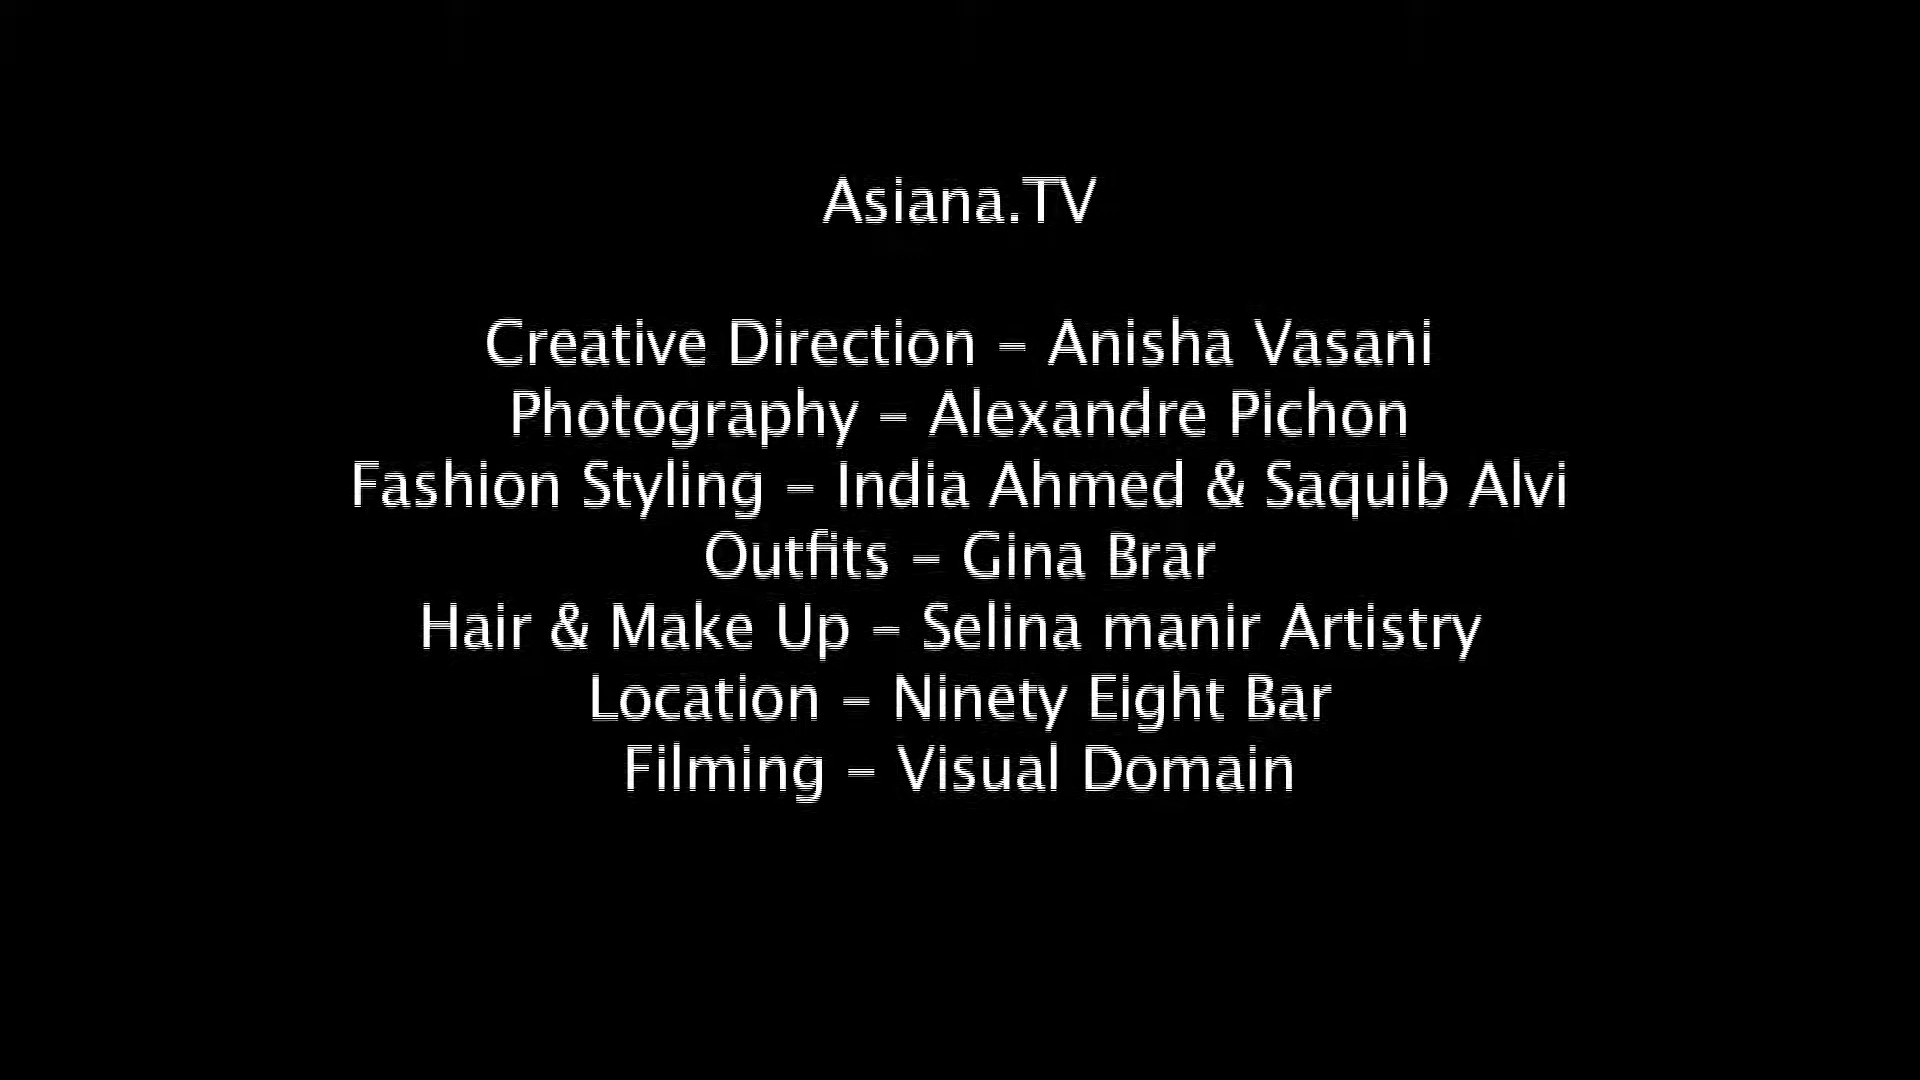 Asiana.TV
Creative Direction - Anisha Vasani
Photography - Alexandre Pichon
Fashion Styling - India Ahmed & Saquib Alvi
Outfits - Gina Brar
Hair & Make Up - Selina manir Artistry
Location - Ninety Eight Bar
Filming - Visual Domain